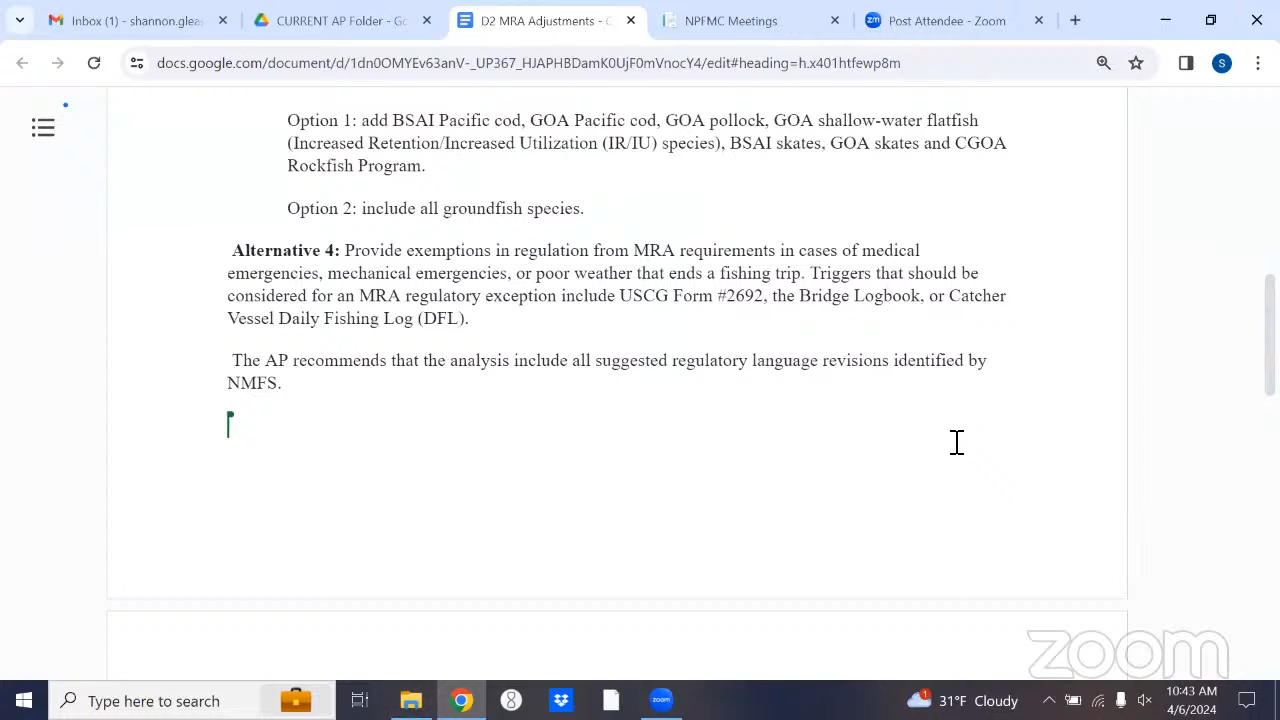 Inbox (1) - shannon.gleas
CURRENT AP Folder - Go
D2 MRA Adjustments - G
NPFMC Meetings
Post Attendee - Zoom
docs.google.com/document/d/1dn0OMYEv63anV-_UP367_HJAPHBDamK0UjF0mVnocY4/edit#heading=h.x401htfewp8m
S
Option 1: add BSAI Pacific cod, GOA Pacific cod, GOA pollock, GOA shallow-water flatfish
(Increased Retention/Increased Utilization (IR/IU) species), BSAI skates, GOA skates and CGOA
Rockfish Program.
Option 2: include all groundfish species.
Alternative 4: Provide exemptions in regulation from MRA requirements in cases of medical
emergencies, mechanical emergencies, or poor weather that ends a fishing trip. Triggers that should be
considered for an MRA regulatory exception include USCG Form #2692, the Bridge Logbook, or Catcher
Vessel Daily Fishing Log (DFL).
The AP recommends that the analysis include all suggested regulatory language revisions identified by
NMFS.
zoom
Type here to search
zoom
1
31°F Cloudy
10:43 AM
4/6/2024